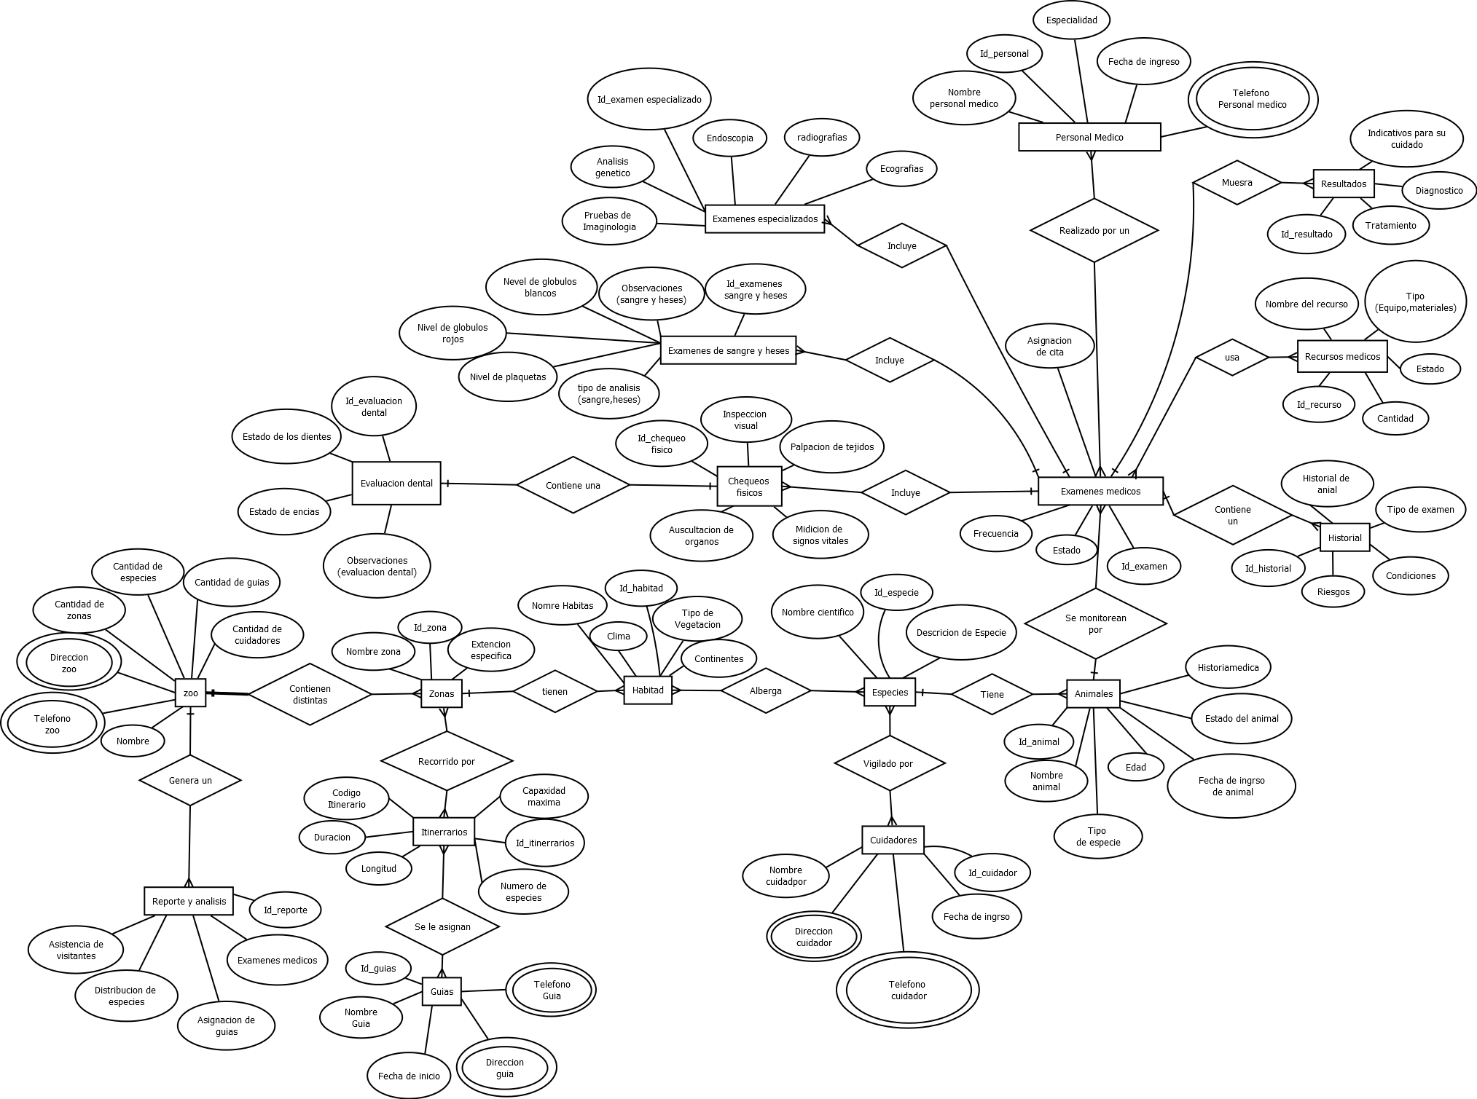 Especialidad
Id_personal
Fecha de ingreso
Nombre
personal medico
Telefono
Personal medico
Personal Medico
Id_examen especializado
Endoscopia
radiografias
Ecografias
Analisis
genetico
Pruebas de
Imaginologia
Examenes especializados
Incluye
Realizado por un
Muesra
Indicativos para su
cuidado
Resultados
Diagnostico
Id_resultado
Tratamiento
Nevel de globulos
blancos
Observaciones
(sangre y heses)
Id_examenes
sangre y heses
Nivel de globulos
rojos
Nivel de plaquetas
tipo de analisis
(sangre,heses)
Examenes de sangre y heses
Incluye
Asignacion
de cita
Nombre del recurso
Tipo
(Equipo,materiales)
usa
Recursos medicos
Estado
Id_recurso
Cantidad
Id_evaluacion
dental
Estado de los dientes
Evaluacion dental
Estado de encias
Observaciones
(evaluacion dental)
Contiene una
Inspeccion
visual
Id_chequeo
fisico
Palpacion de tejidos
Chequeos
fisicos
Auscultacion de
organos
Midicion de
signos vitales
Incluye
Examenes medicos
Frecuencia
Estado
Id_examen
Contiene
un
Historial de
anial
Tipo de examen
Historial
Id_historial
Riesgos
Condiciones
Se monitorean
por
Cantidad de
especies
Cantidad de guias
Cantidad de
zonas
Cantidad de
cuidadores
Direccion
zoo
Telefono
zoo
Nombre
zoo
Contienen
distintas
Id_zona
Nombre zona
Extencion
especifica
Zonas
tienen
Nomre Habitas
Id_habitad
Clima
Tipo de
Vegetacion
Continentes
Habitad
Alberga
Nombre cientifico
Id_especie
Descricion de Especie
Especies
Tiene
Animales
Historiamedica
Estado del animal
Id_animal
Nombre
animal
Edad
Fecha de ingrso
de animal
Tipo
de especie
Genera un
Recorrido por
Vigilado por
Codigo
Itinerario
Capaxidad
maxima
Duracion
Itinerrarios
Id_itinerrarios
Longitud
Numero de
especies
Cuidadores
Nombre
cuidadpor
Id_cuidador
Fecha de ingrso
Direccion
cuidador
Telefono
cuidador
Reporte y analisis
Id_reporte
Asistencia de
visitantes
Examenes medicos
Distribucion de
especies
Asignacion de
guias
Se le asignan
Id_guias
Guias
Telefono
Guia
Nombre
Guia
Fecha de inicio
Direccion
guia